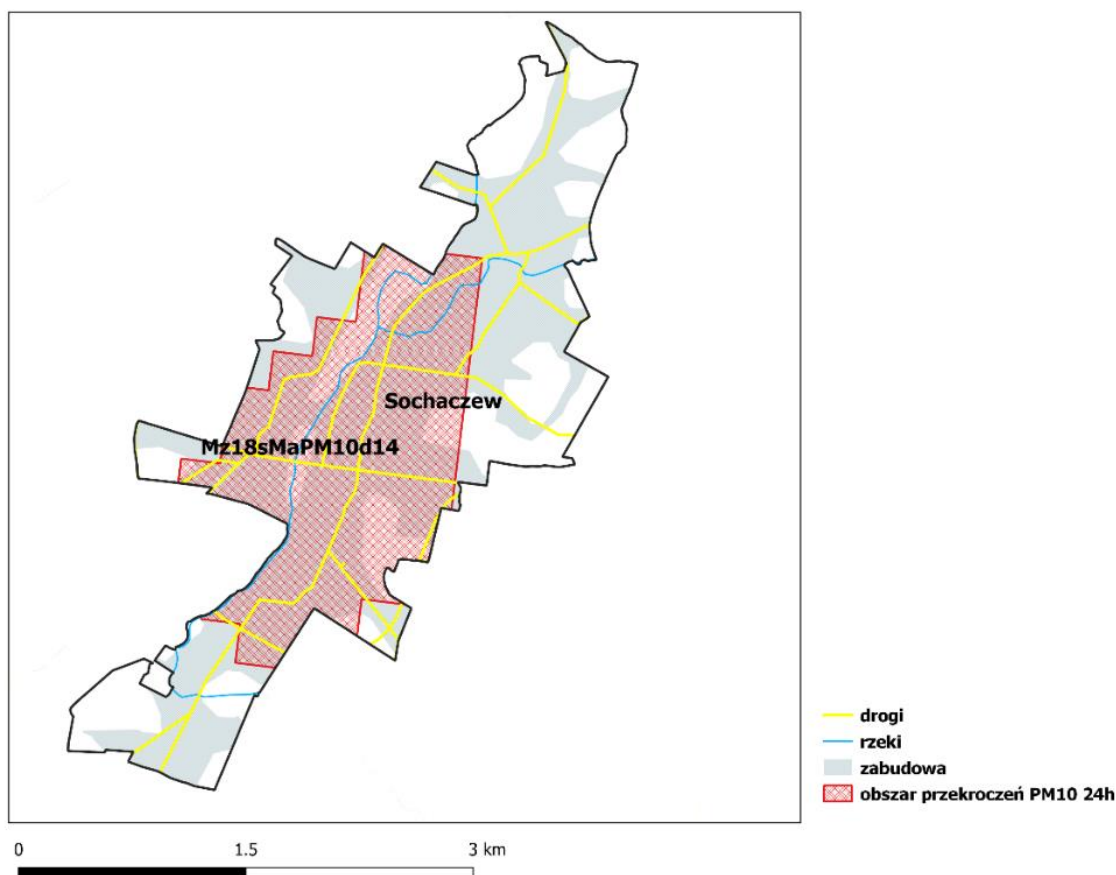 Sochaczew
Mz18sMaPM10d14
drogi
rzeki
zabudowa
obszar przekroczeń PM10 24h
0 1.5 3 km